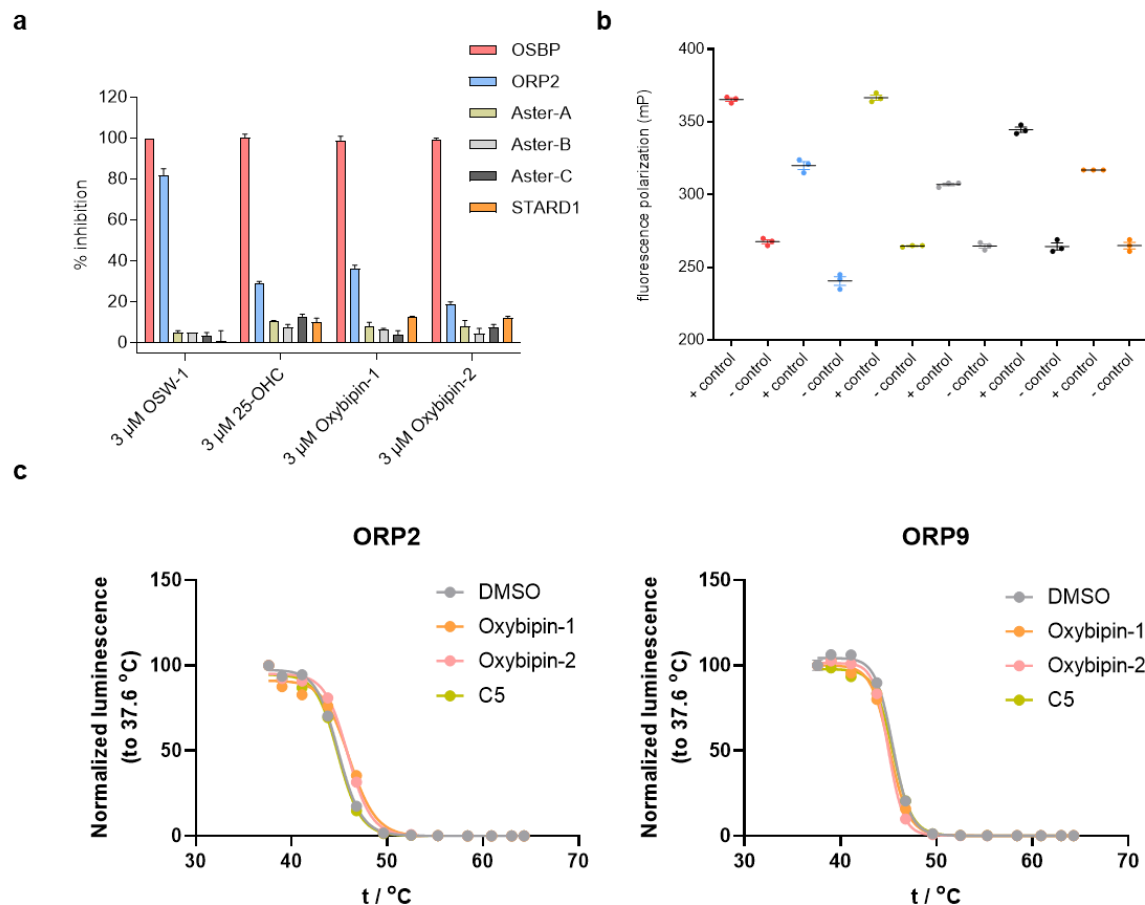 a
OSBP
ORP2
Aster-A
Aster-B
Aster-C
STARD1
% inhibition
120
100
80
60
40
20
0
3 µM OSW-1
3 µM 25-OHC
3 µM Oxybipin-1
3 µM Oxybipin-2
b
fluorescence polarization (mP)
400
350
300
250
200
+ control
- control
+ control
- control
+ control
- control
+ control
- control
+ control
- control
+ control
- control
c
ORP2
Normalized luminescence
(to 37.6 °C)
150
100
50
0
30
40
50
60
70
t / °C
DMSO
Oxybipin-1
Oxybipin-2
C5
ORP9
Normalized luminescence
(to 37.6 °C)
150
100
50
0
30
40
50
60
70
t / °C
DMSO
Oxybipin-1
Oxybipin-2
C5